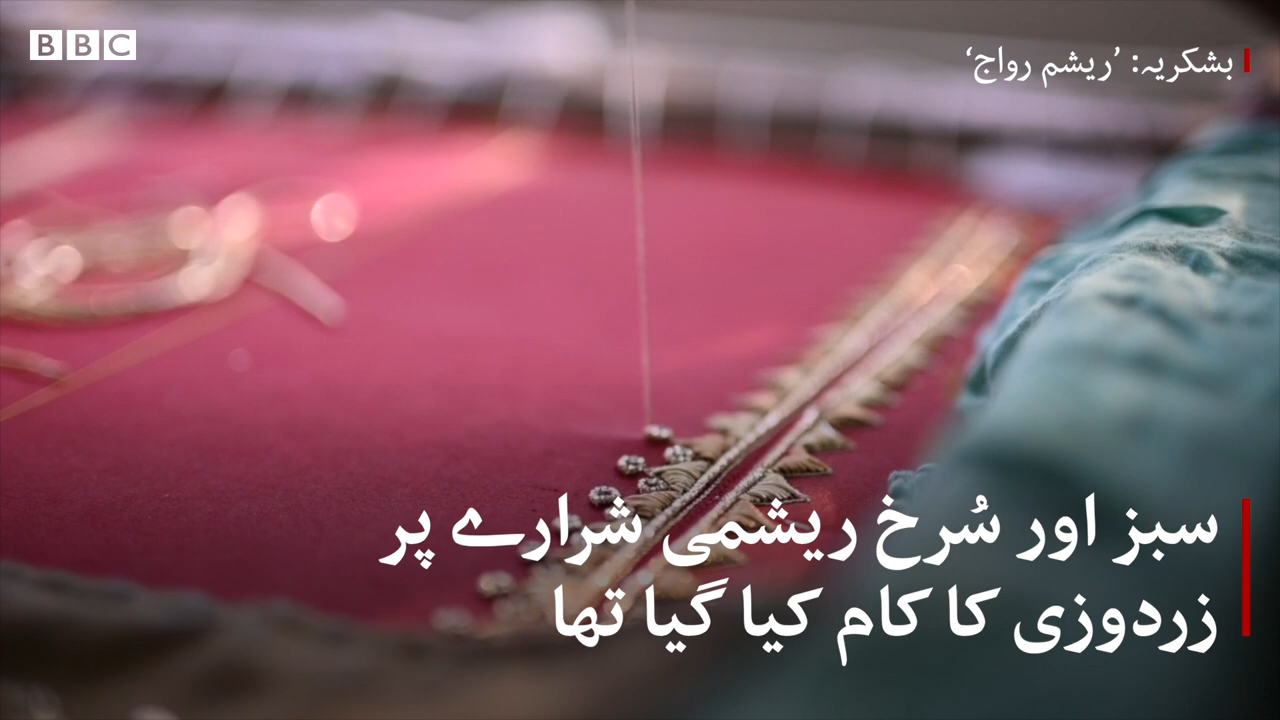 BBC
بشکریہ: ’ریشم رواج‘
سبز اور سُرخ ریشمی شرارے پر
زردوزی کا کام کیا گیا تھا